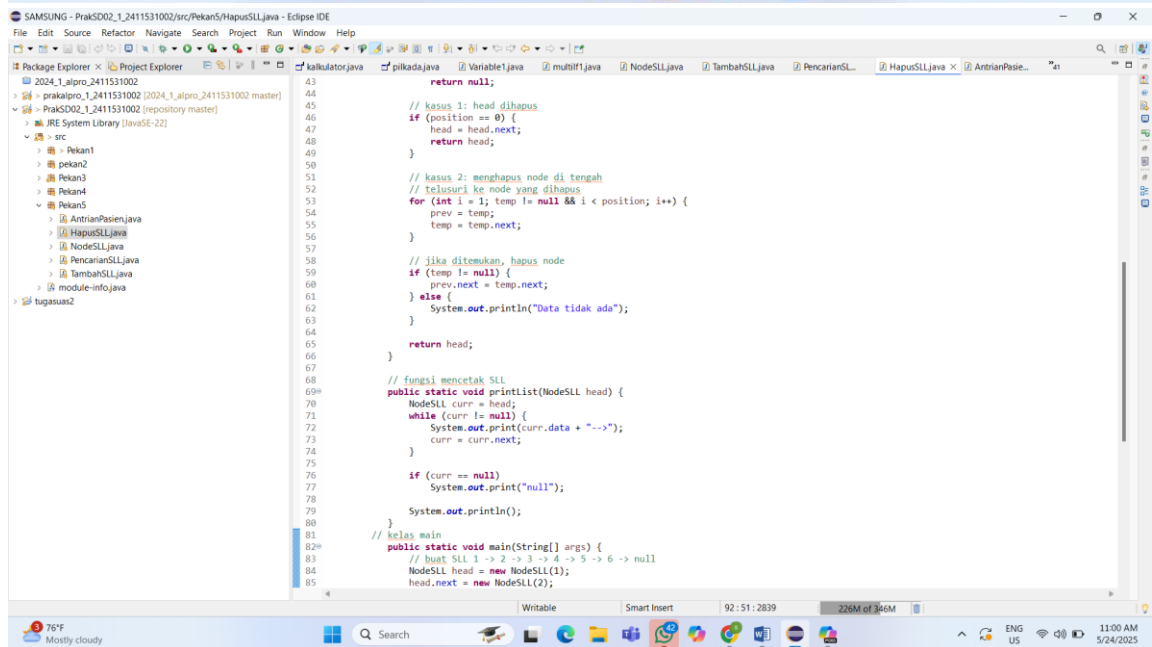 SAMSUNG - PrakSD02_1_2411531002/src/Pekan5/HapusSLL.java - Eclipse IDE
File Edit Source Refactor Navigate Search Project Run Window Help
Package Explorer Project Explorer
kalkulator.java pilkada.java Variable1.java multiIf1.java NodeSLL.java TambahSLL.java PencarianSL... HapusSLL.java AntrianPasie... 41
2024_1_alpro_2411531002
> prakalpro_1_2411531002 [2024_1_alpro_2411531002 master]
> PrakSD02_1_2411531002 [repository master]
JRE System Library [JavaSE-22]
> src
> Pekan1
pekan2
Pekan3
Pekan4
Pekan5
AntrianPasien.java
HapusSLL.java
NodeSLL.java
PencarianSLL.java
TambahSLL.java
module-info.java
tugasuas2
43 return null;
44
45 // kasus 1: head dihapus
46 if (position == 0) {
47 head = head.next;
48 return head;
49 }
50
51 // kasus 2: menghapus node di tengah
52 // telusuri ke node yang dihapus
53 for (int i = 1; temp != null && i < position; i++) {
54 prev = temp;
55 temp = temp.next;
56 }
57
58 // jika ditemukan, hapus node
59 if (temp != null) {
60 prev.next = temp.next;
61 } else {
62 System.out.println("Data tidak ada");
63 }
64
65 return head;
66 }
67
68 // fungsi mencetak SLL
69 public static void printList(NodeSLL head) {
70 NodeSLL curr = head;
71 while (curr != null) {
72 System.out.print(curr.data + "-->");
73 curr = curr.next;
74 }
75
76 if (curr == null)
77 System.out.print("null");
78
79 System.out.println();
80 }
81 // kelas main
82 public static void main(String[] args) {
83 // buat SLL 1 -> 2 -> 3 -> 4 -> 5 -> 6 -> null
84 NodeSLL head = new NodeSLL(1);
85 head.next = new NodeSLL(2);
Writable Smart Insert 92 : 51 : 2839 226M of 346M
3 76°F
Mostly cloudy
Search
42
ENG
US
11:00 AM
5/24/2025